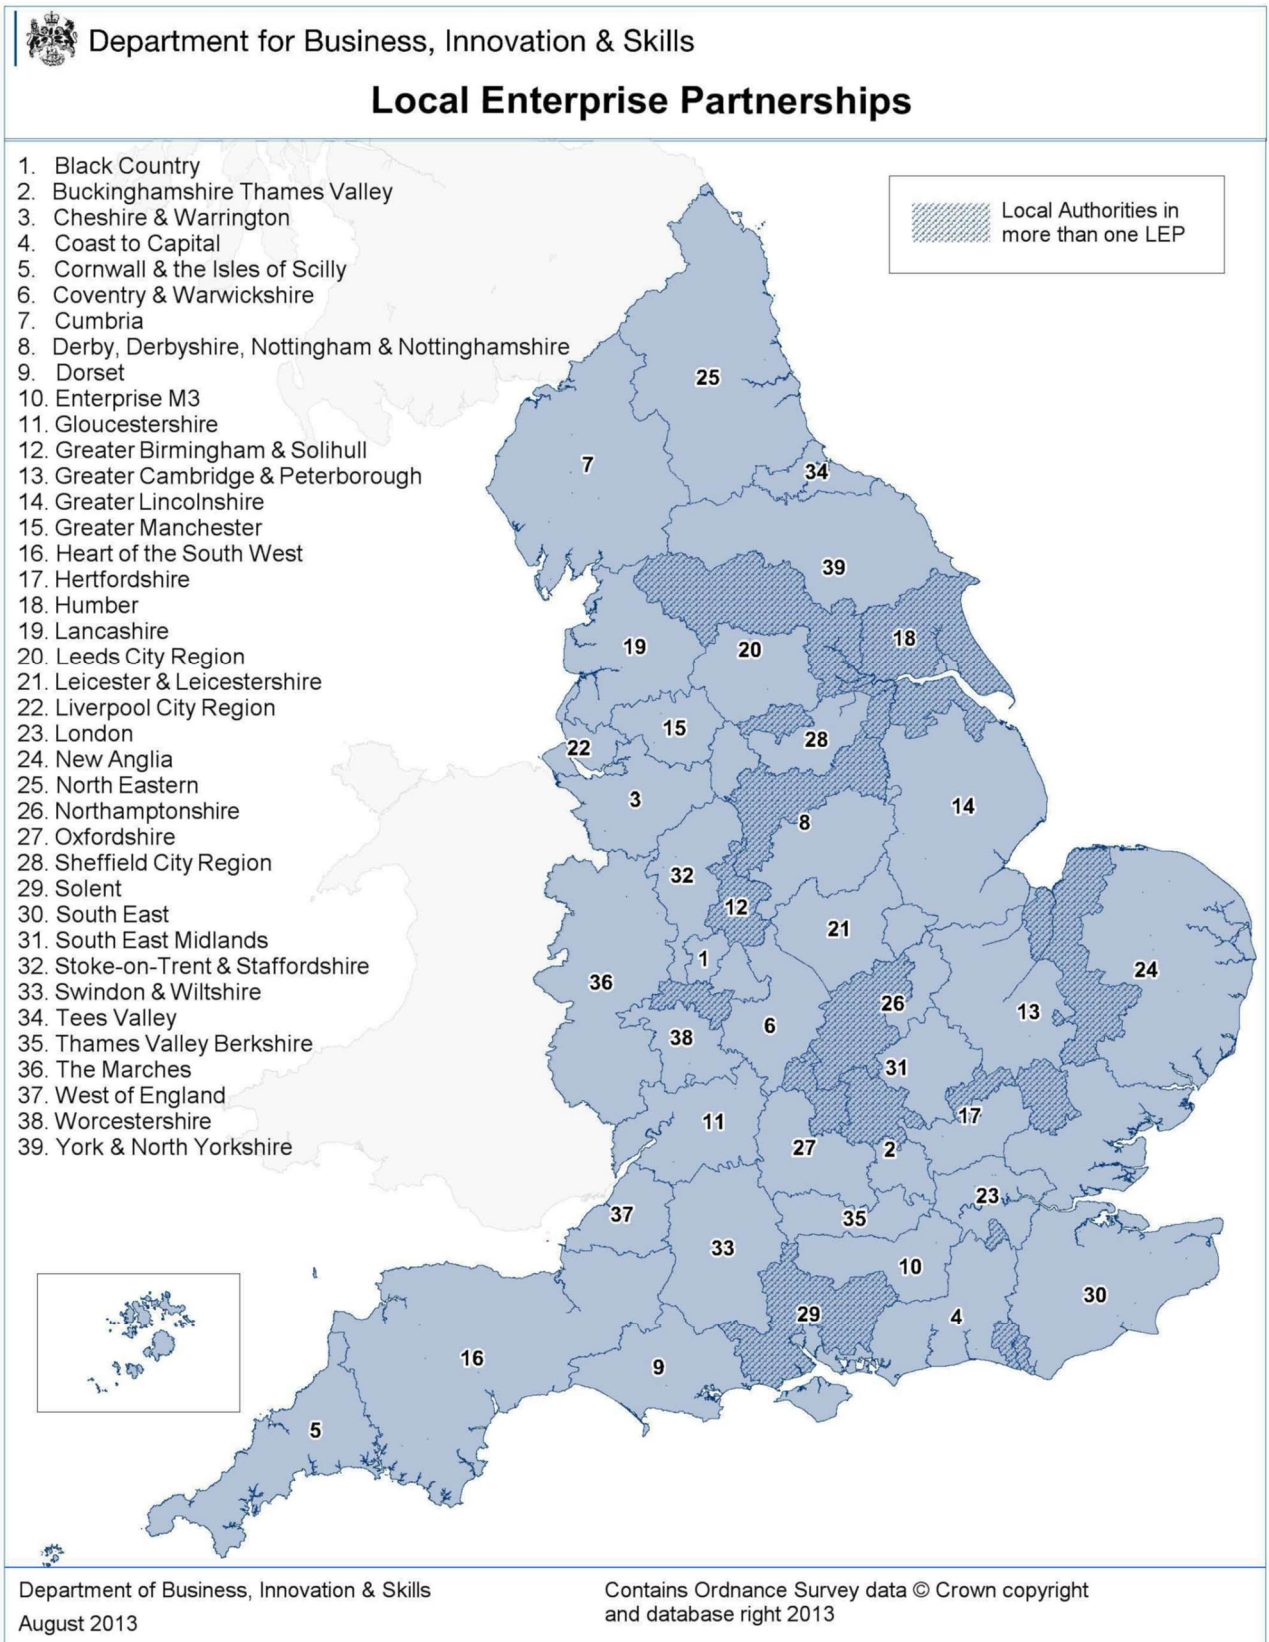 Department for Business, Innovation & Skills
Local Enterprise Partnerships
1. Black Country
2. Buckinghamshire Thames Valley
3. Cheshire & Warrington
4. Coast to Capital
5. Cornwall & the Isles of Scilly
6. Coventry & Warwickshire
7. Cumbria
8. Derby, Derbyshire, Nottingham & Nottinghamshire
9. Dorset
10. Enterprise M3
11. Gloucestershire
12. Greater Birmingham & Solihull
13. Greater Cambridge & Peterborough
14. Greater Lincolnshire
15. Greater Manchester
16. Heart of the South West
17. Hertfordshire
18. Humber
19. Lancashire
20. Leeds City Region
21. Leicester & Leicestershire
22. Liverpool City Region
23. London
24. New Anglia
25. North Eastern
26. Northamptonshire
27. Oxfordshire
28. Sheffield City Region
29. Solent
30. South East
31. South East Midlands
32. Stoke-on-Trent & Staffordshire
33. Swindon & Wiltshire
34. Tees Valley
35. Thames Valley Berkshire
36. The Marches
37. West of England
38. Worcestershire
39. York & North Yorkshire
Local Authorities in
more than one LEP
25
7
34
39
18
19
20
15
28
22
3
14
8
32
12
21
1
24
36
26
13
6
38
31
17
11
27
2
23
37
35
33
10
30
29
4
16
9
5
Department of Business, Innovation & Skills
August 2013
Contains Ordnance Survey data © Crown copyright
and database right 2013